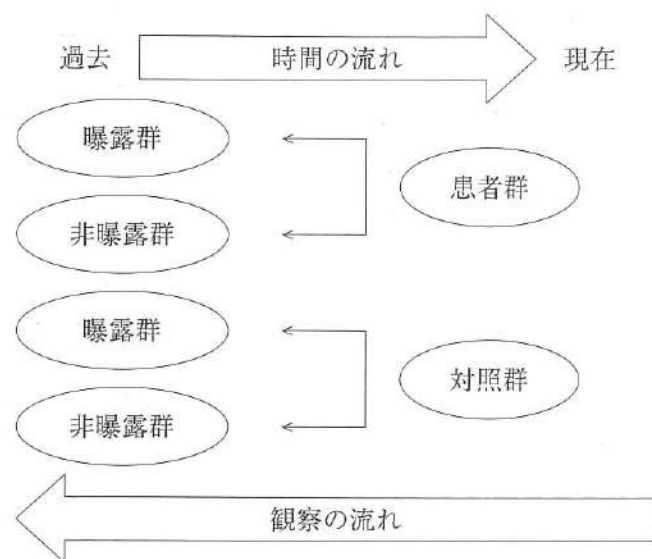 過去 時間の流れ 現在
曝露群
患者群
非曝露群
曝露群
対照群
非曝露群
観察の流れ